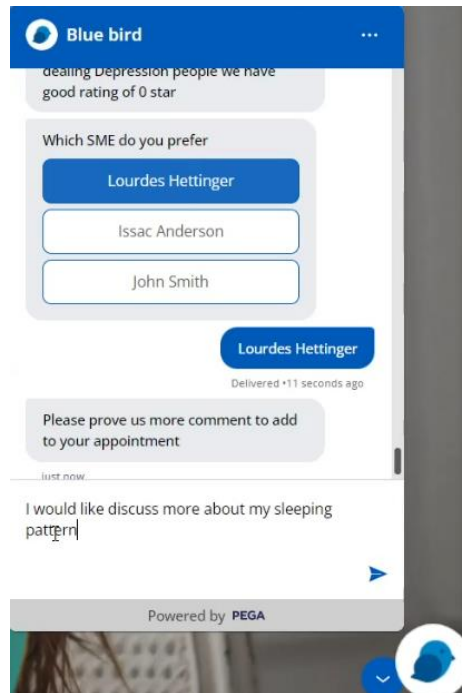 Blue bird
dealing Depression people we have
good rating of 0 star
Which SME do you prefer
Lourdes Hettinger
Issac Anderson
John Smith
Lourdes Hettinger
Delivered •11 seconds ago
Please prove us more comment to add
to your appointment
just now
I would like discuss more about my sleeping
pattern
Powered by PEGA